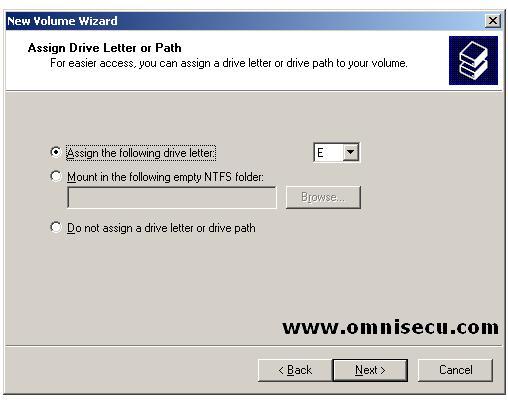 New Volume Wizard
Assign Drive Letter or Path
For easier access, you can assign a drive letter or drive path to your volume.
Assign the following drive letter: E
Mount in the following empty NTFS folder:
Browse...
Do not assign a drive letter or drive path
www.omnisecu.com
< Back Next > Cancel